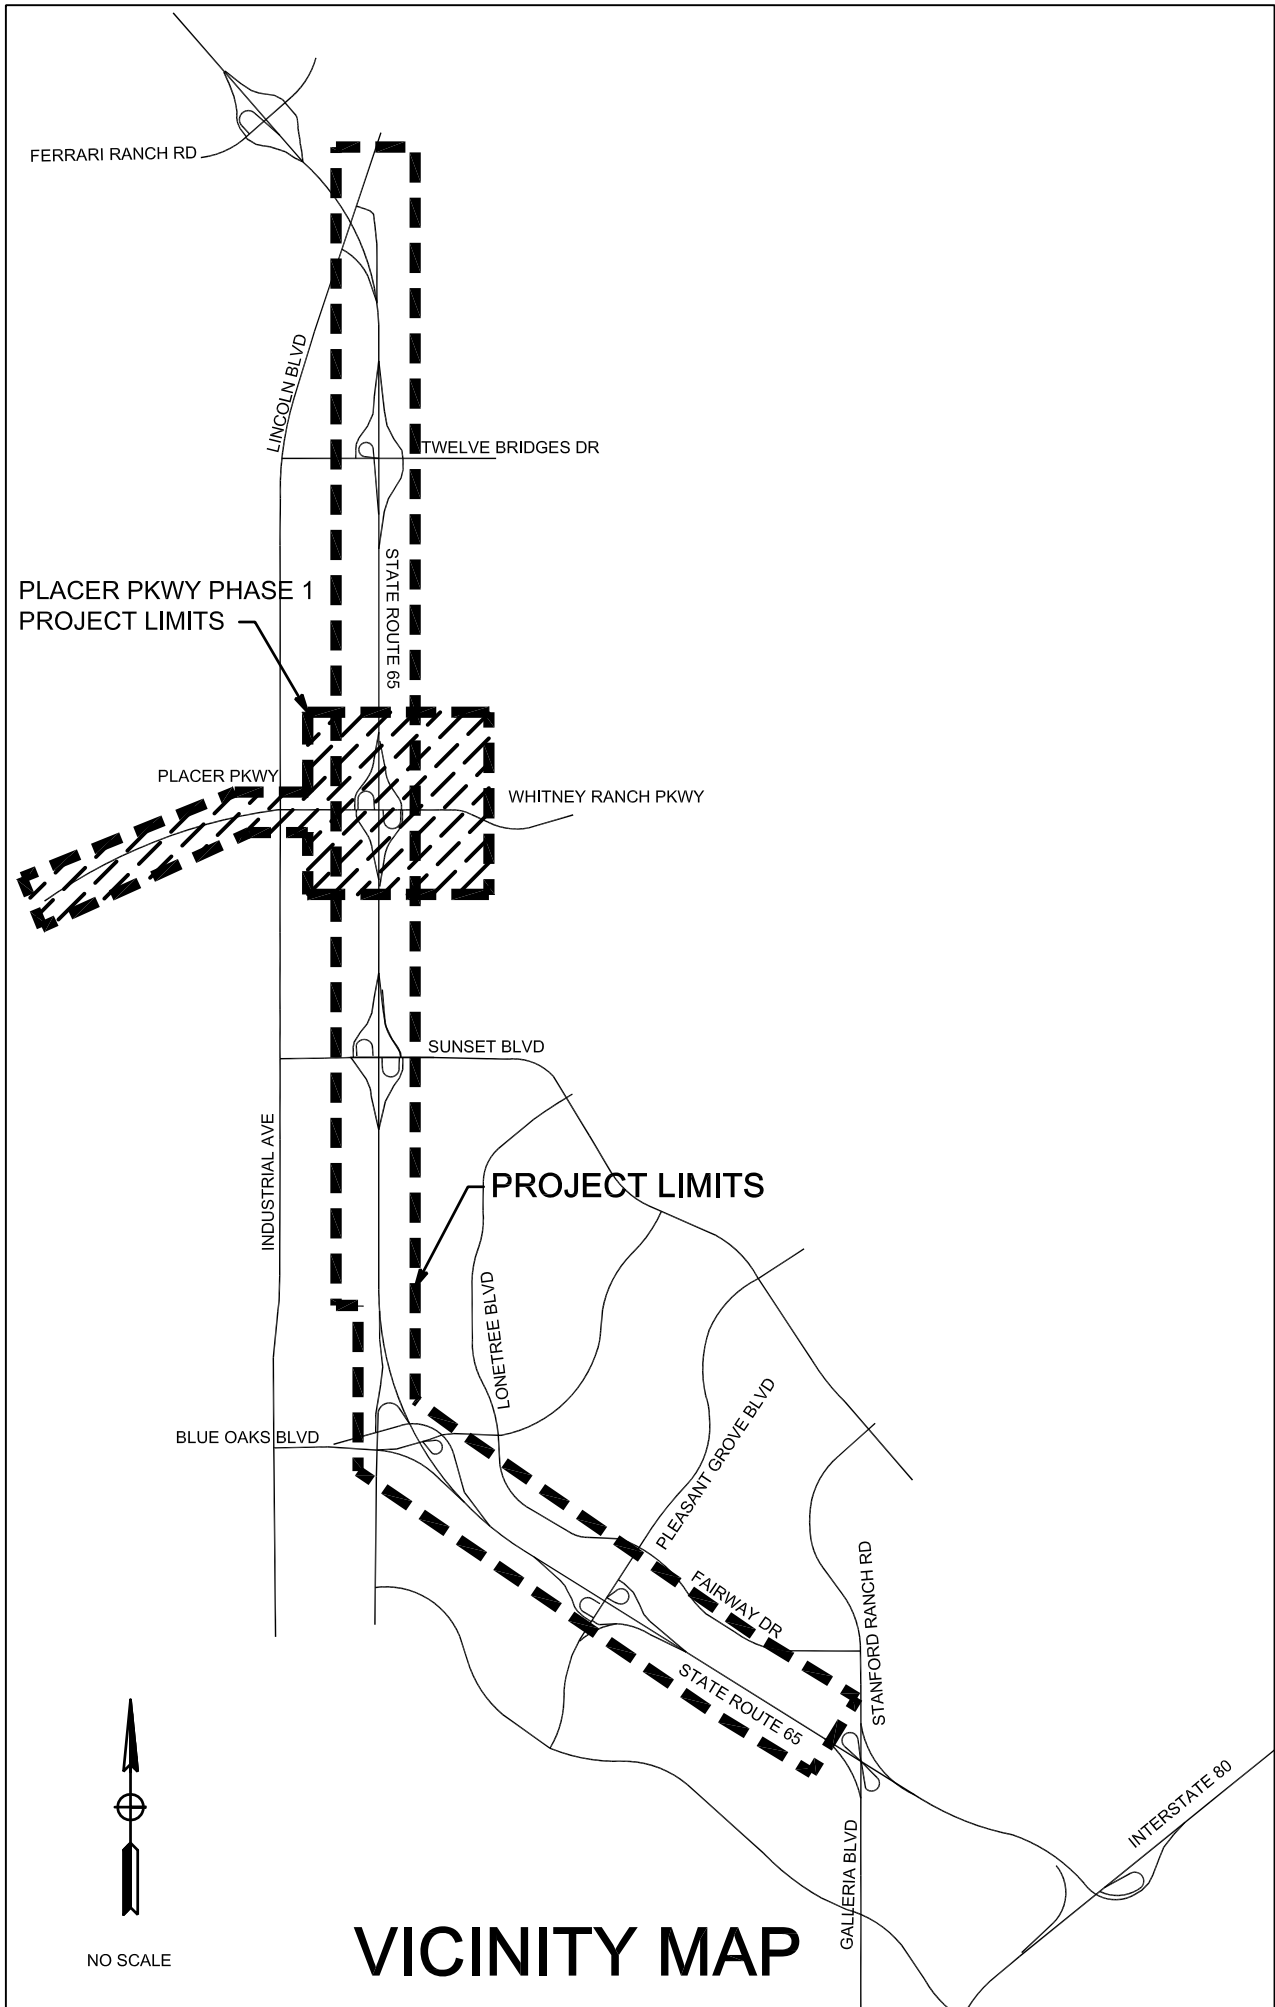 FERRARI RANCH RD
LINCOLN BLVD
TWELVE BRIDGES DR
STATE ROUTE 65
PLACER PKWY PHASE 1
PROJECT LIMITS
PLACER PKWY
WHITNEY RANCH PKWY
SUNSET BLVD
INDUSTRIAL AVE
PROJECT LIMITS
LONETREE BLVD
BLUE OAKS BLVD
PLEASANT GROVE BLVD
FAIRWAY DR
STANFORD RANCH RD
STATE ROUTE 65
INTERSTATE 80
GALLERIA BLVD
NO SCALE
VICINITY MAP